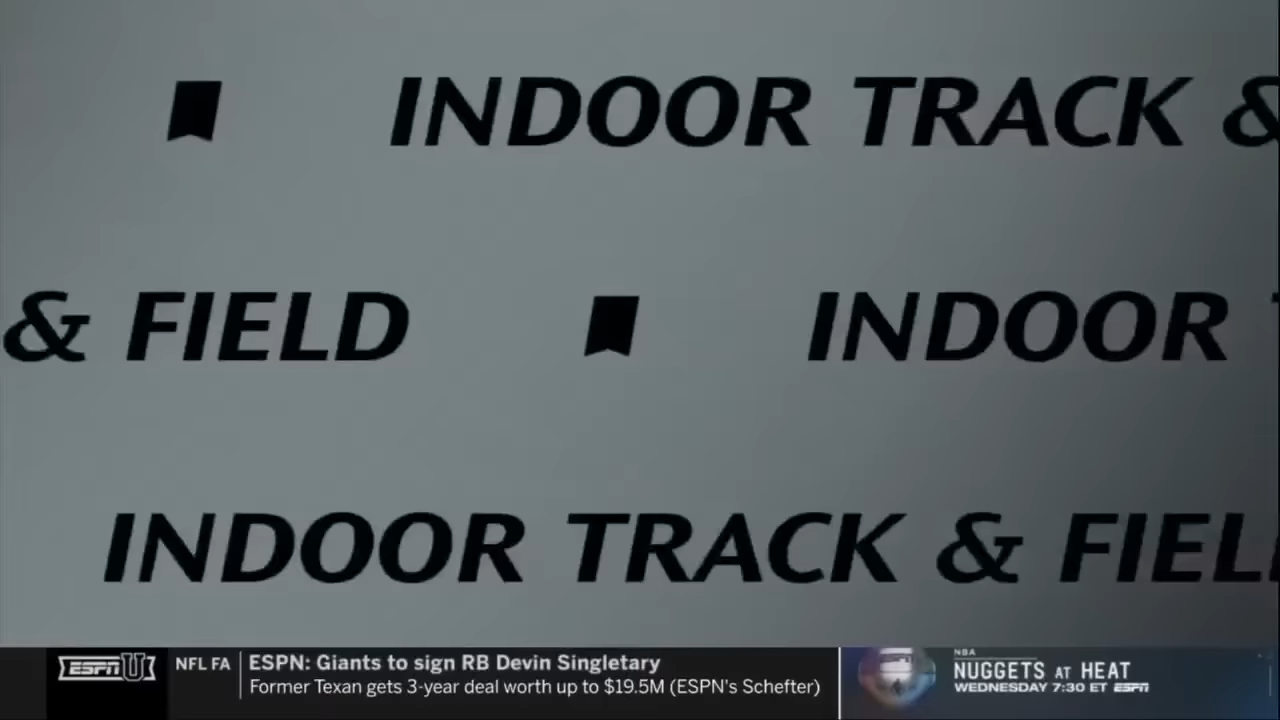 INDOOR TRACK &
& FIELD INDOOR
INDOOR TRACK & FIEL
ESPN U NFL FA ESPN: Giants to sign RB Devin Singletary
Former Texan gets 3-year deal worth up to $19.5M (ESPN's Schefter)
NBA
NUGGETS AT HEAT
WEDNESDAY 7:30 ET ESPN